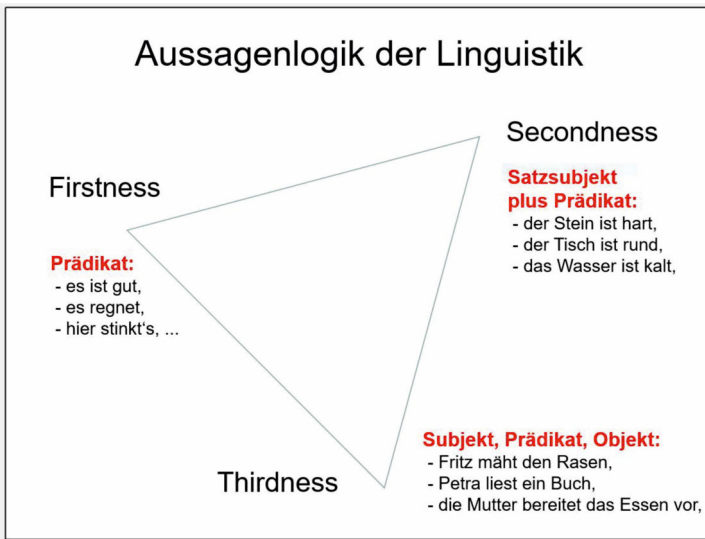 Aussagenlogik der Linguistik
Firstness
Prädikat:
- es ist gut,
- es regnet,
- hier stinkt‘s, ...
Secondness
Satzsubjekt
plus Prädikat:
- der Stein ist hart,
- der Tisch ist rund,
- das Wasser ist kalt,
Thirdness
Subjekt, Prädikat, Objekt:
- Fritz mäht den Rasen,
- Petra liest ein Buch,
- die Mutter bereitet das Essen vor,